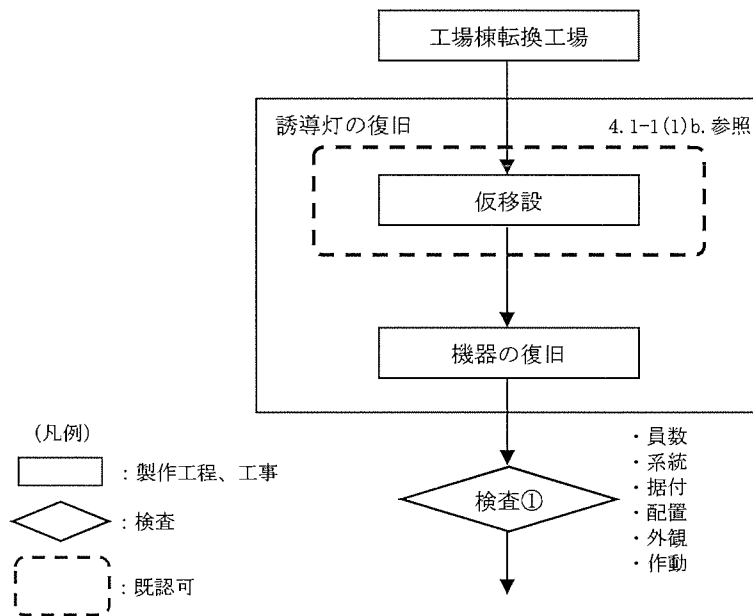 工場棟転換工場
誘導灯の復旧
4.1-1(1)b.参照
仮移設
機器の復旧
検査①
・員数
・系統
・据付
・配置
・外観
・作動
(凡例)
：製作工程、工事
：検査
：既認可